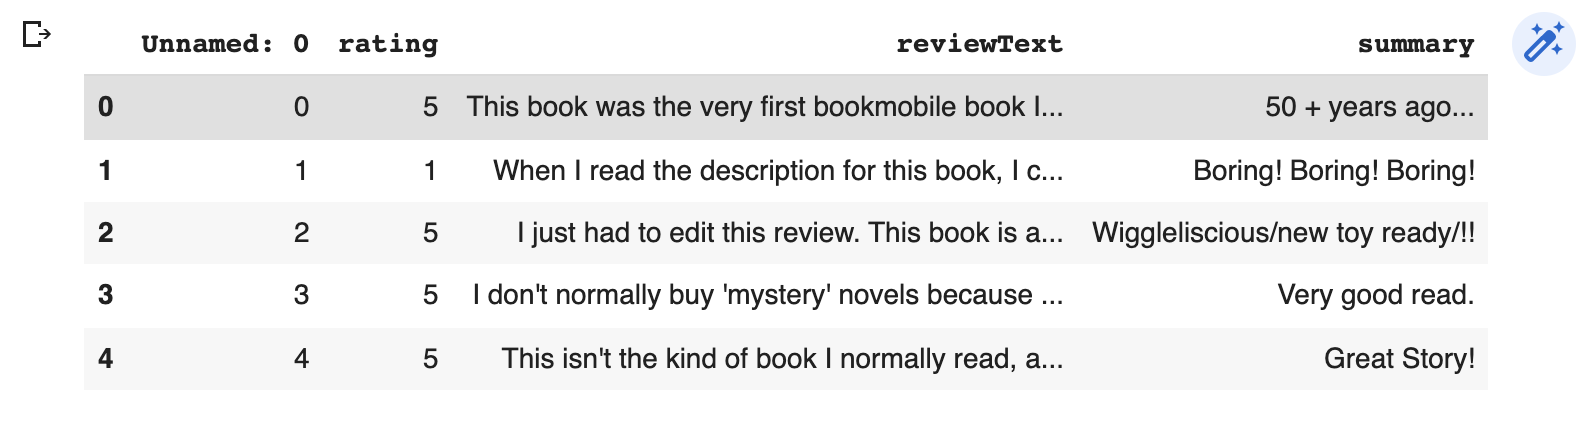 Unnamed: 0 rating reviewText summary
0 0 5 This book was the very first bookmobile book I... 50 + years ago...
1 1 1 When I read the description for this book, I c... Boring! Boring! Boring!
2 2 5 I just had to edit this review. This book is a... Wiggleliscious/new toy ready/!!
3 3 5 I don't normally buy 'mystery' novels because ... Very good read.
4 4 5 This isn't the kind of book I normally read, a... Great Story!